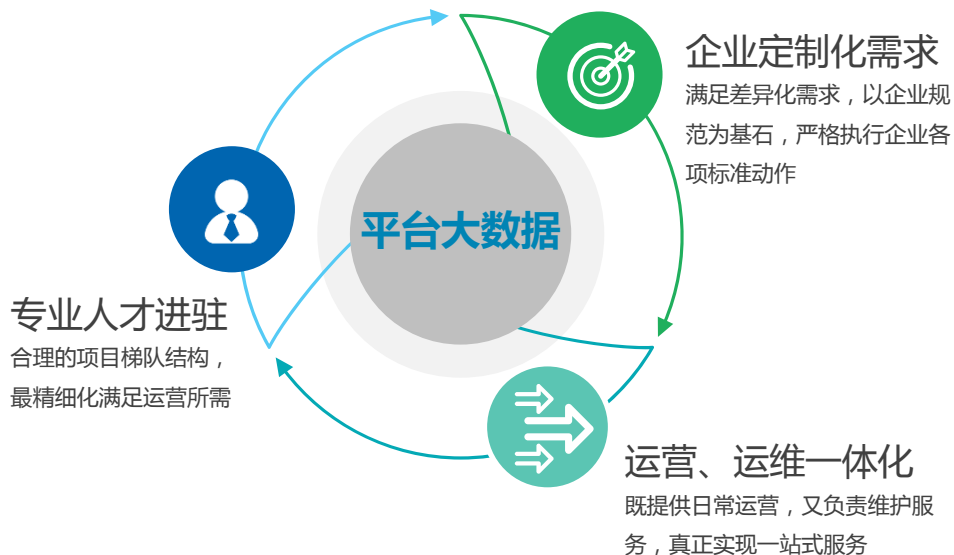 企业定制化需求
满足差异化需求，以企业规
范为基石，严格执行企业各
项标准动作
平台大数据
专业人才进驻
合理的项目梯队结构，
最精细化满足运营所需
运营、运维一体化
既提供日常运营，又负责维护服
务，真正实现一站式服务